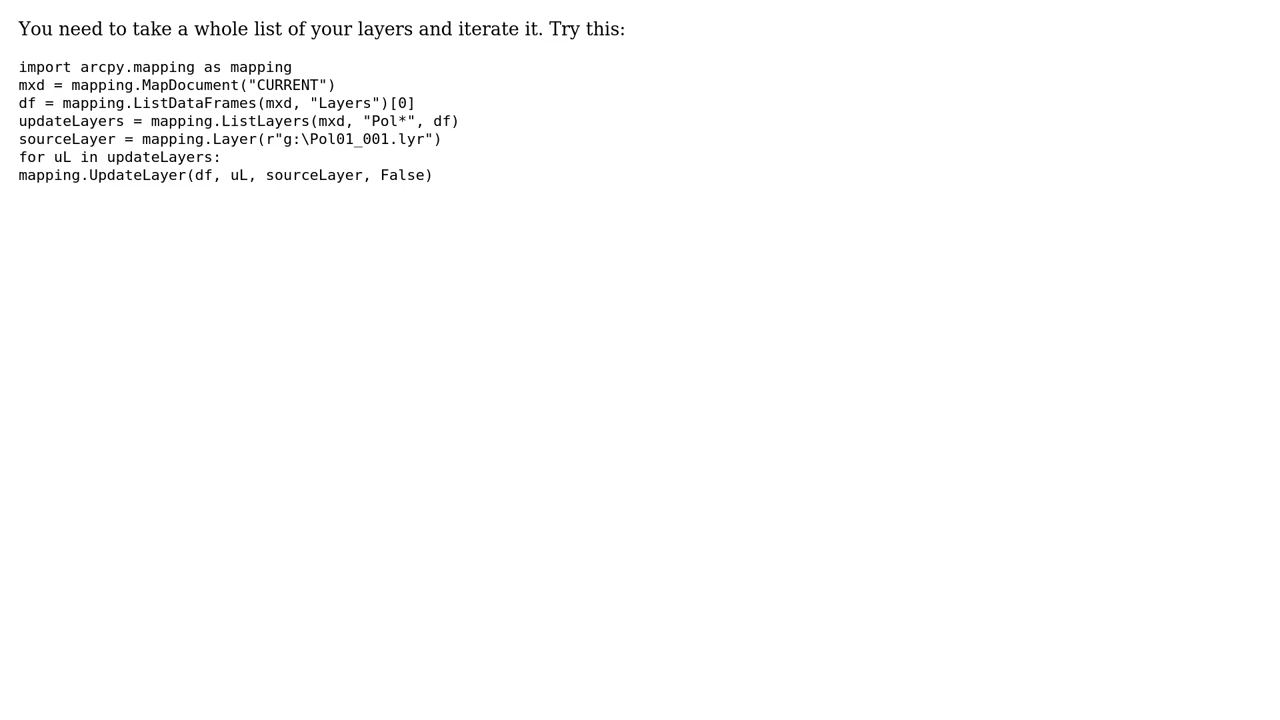 You need to take a whole list of your layers and iterate it. Try this:
import arcpy.mapping as mapping
mxd = mapping.MapDocument("CURRENT")
df = mapping.ListDataFrames(mxd, "Layers")[0]
updateLayers = mapping.ListLayers(mxd, "Pol*", df)
sourceLayer = mapping.Layer(r"g:\Pol01_001.lyr")
for uL in updateLayers:
mapping.UpdateLayer(df, uL, sourceLayer, False)